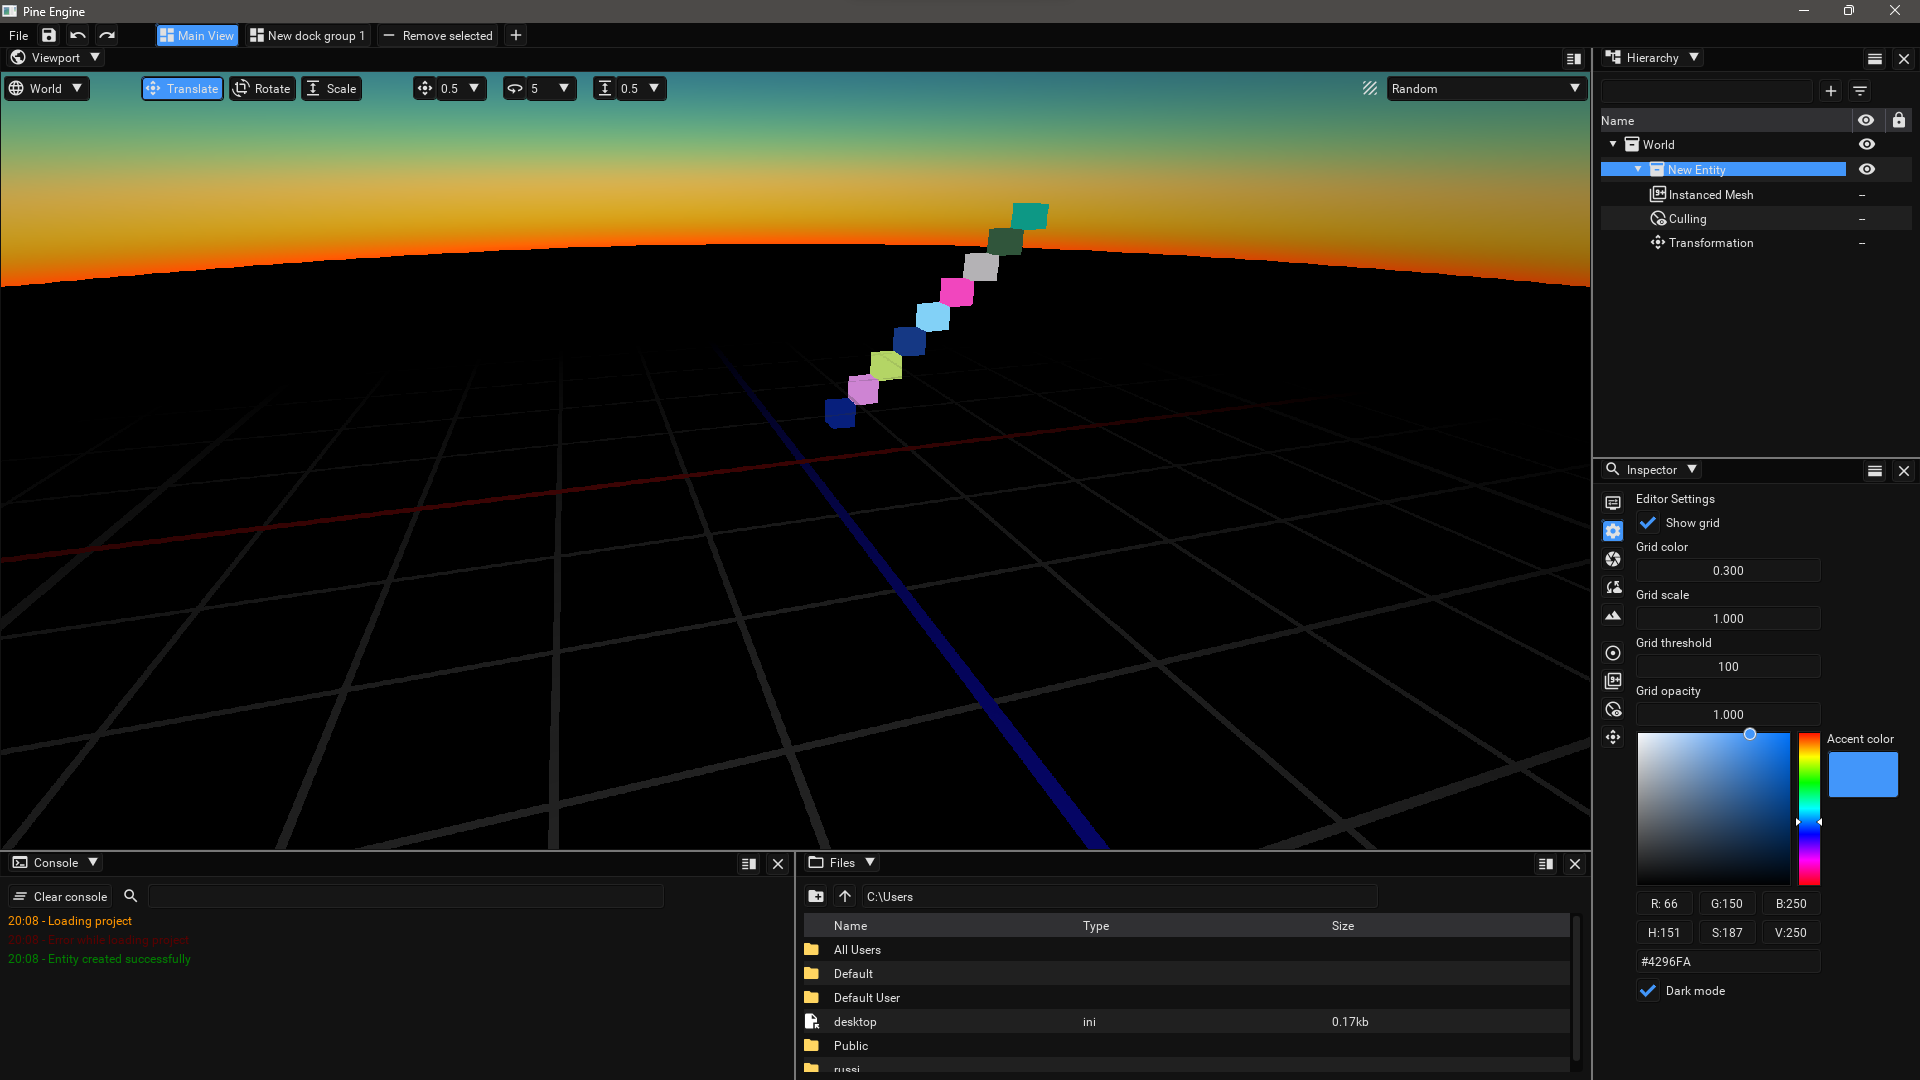 Pine Engine
File
Main View
New dock group 1
Remove selected
Viewport
World
Translate
Rotate
Scale
0.5
5
0.5
Random
Hierarchy
Name
World
New Entity
Instanced Mesh
Culling
Transformation
Inspector
Editor Settings
Show grid
Grid color
0.300
Grid scale
1.000
Grid threshold
100
Grid opacity
1.000
Accent color
R: 66 G:150 B:250
H:151 S:187 V:250
#4296FA
Dark mode
Console
Clear console
20:08 - Loading project
20:08 - Error while loading project
20:08 - Entity created successfully
Files
C:\Users
Name Type Size
All Users
Default
Default User
desktop ini 0.17kb
Public
russi